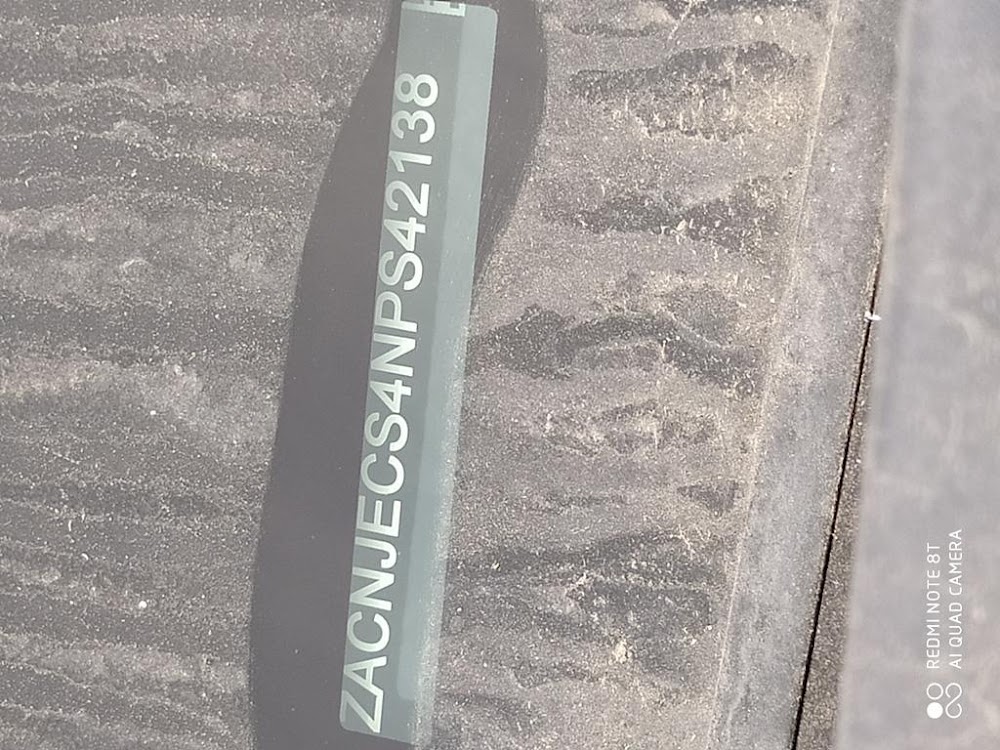 ZACNJECS4NPS42138
REDMI NOTE 8T
AI QUAD CAMERA